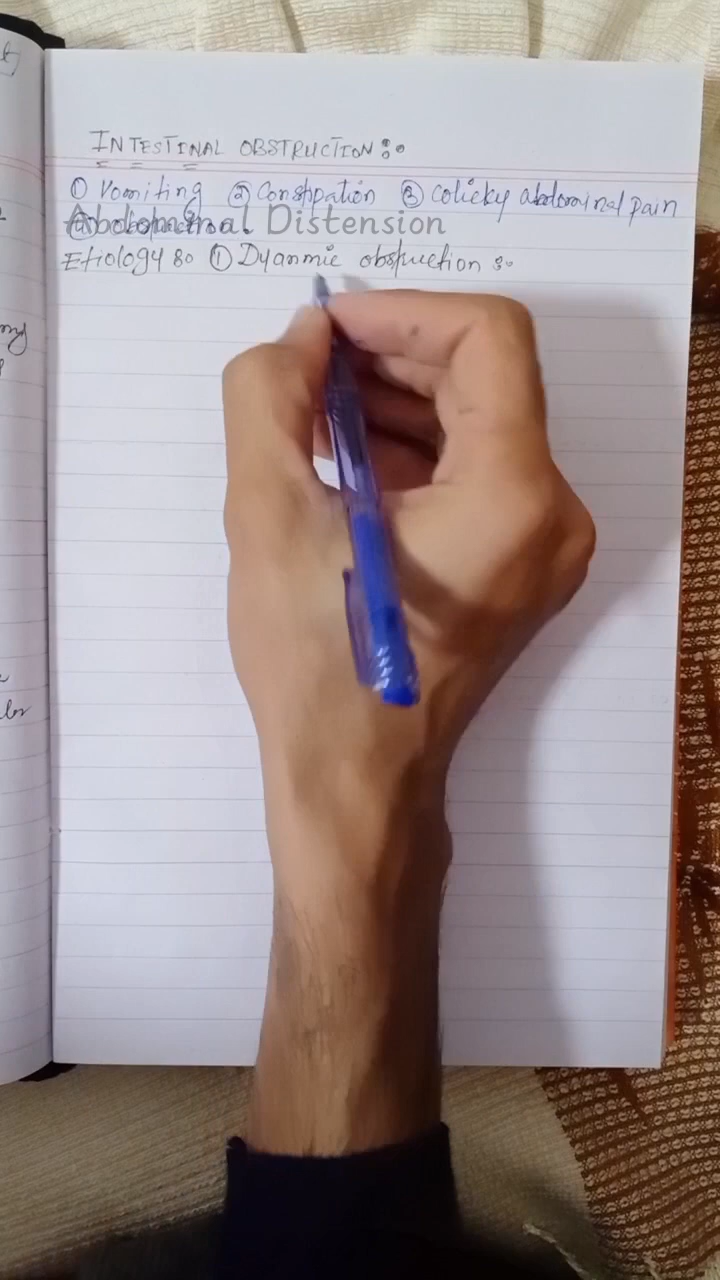 INTESTINAL OBSTRUCTION :-
① Vomiting ② Constipation ③ Colicky abdominal pain
Abdominal Distension
Etiology :- ① Dyanmic obstruction :-